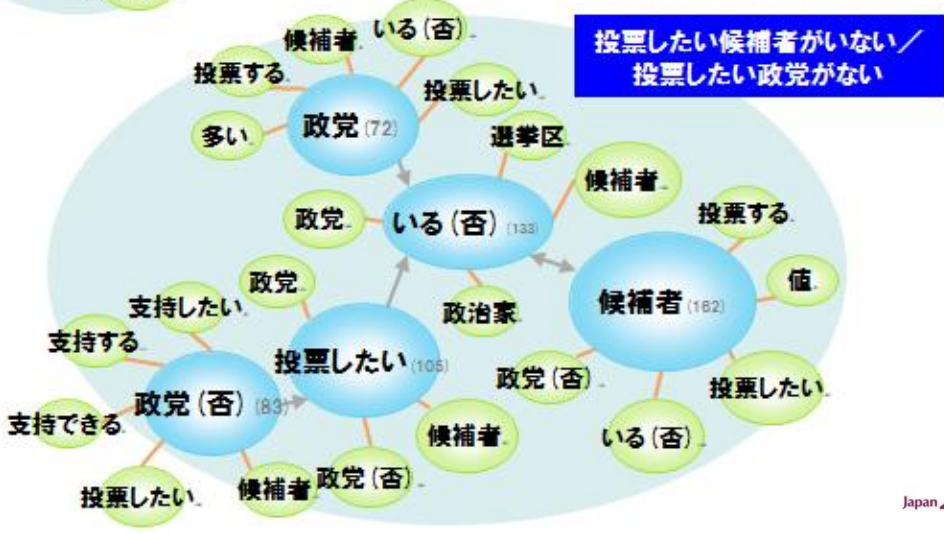 投票したい候補者がいない／
投票したい政党がない
候補者
いる（否）
投票する
投票したい
多い
政党(72)
選挙区
候補者
政党
いる（否）(133)
投票する
政党
値
支持したい
政治家
候補者(162)
支持する
投票したい(105)
政党（否）
投票したい
政党（否）(83)
支持できる
候補者
いる（否）
投票したい
候補者
政党（否）
Japan